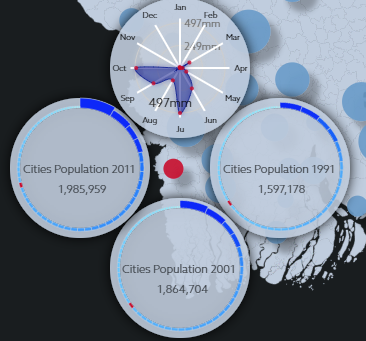 Jan
Dec
Feb
497mm
Nov
Mar
249mm
Oct
Apr
Sep
May
497mm
Aug
Jun
Ju
Cities Population 2011
1,985,959
Cities Population 1991
1,597,178
Cities Population 2001
1,864,704